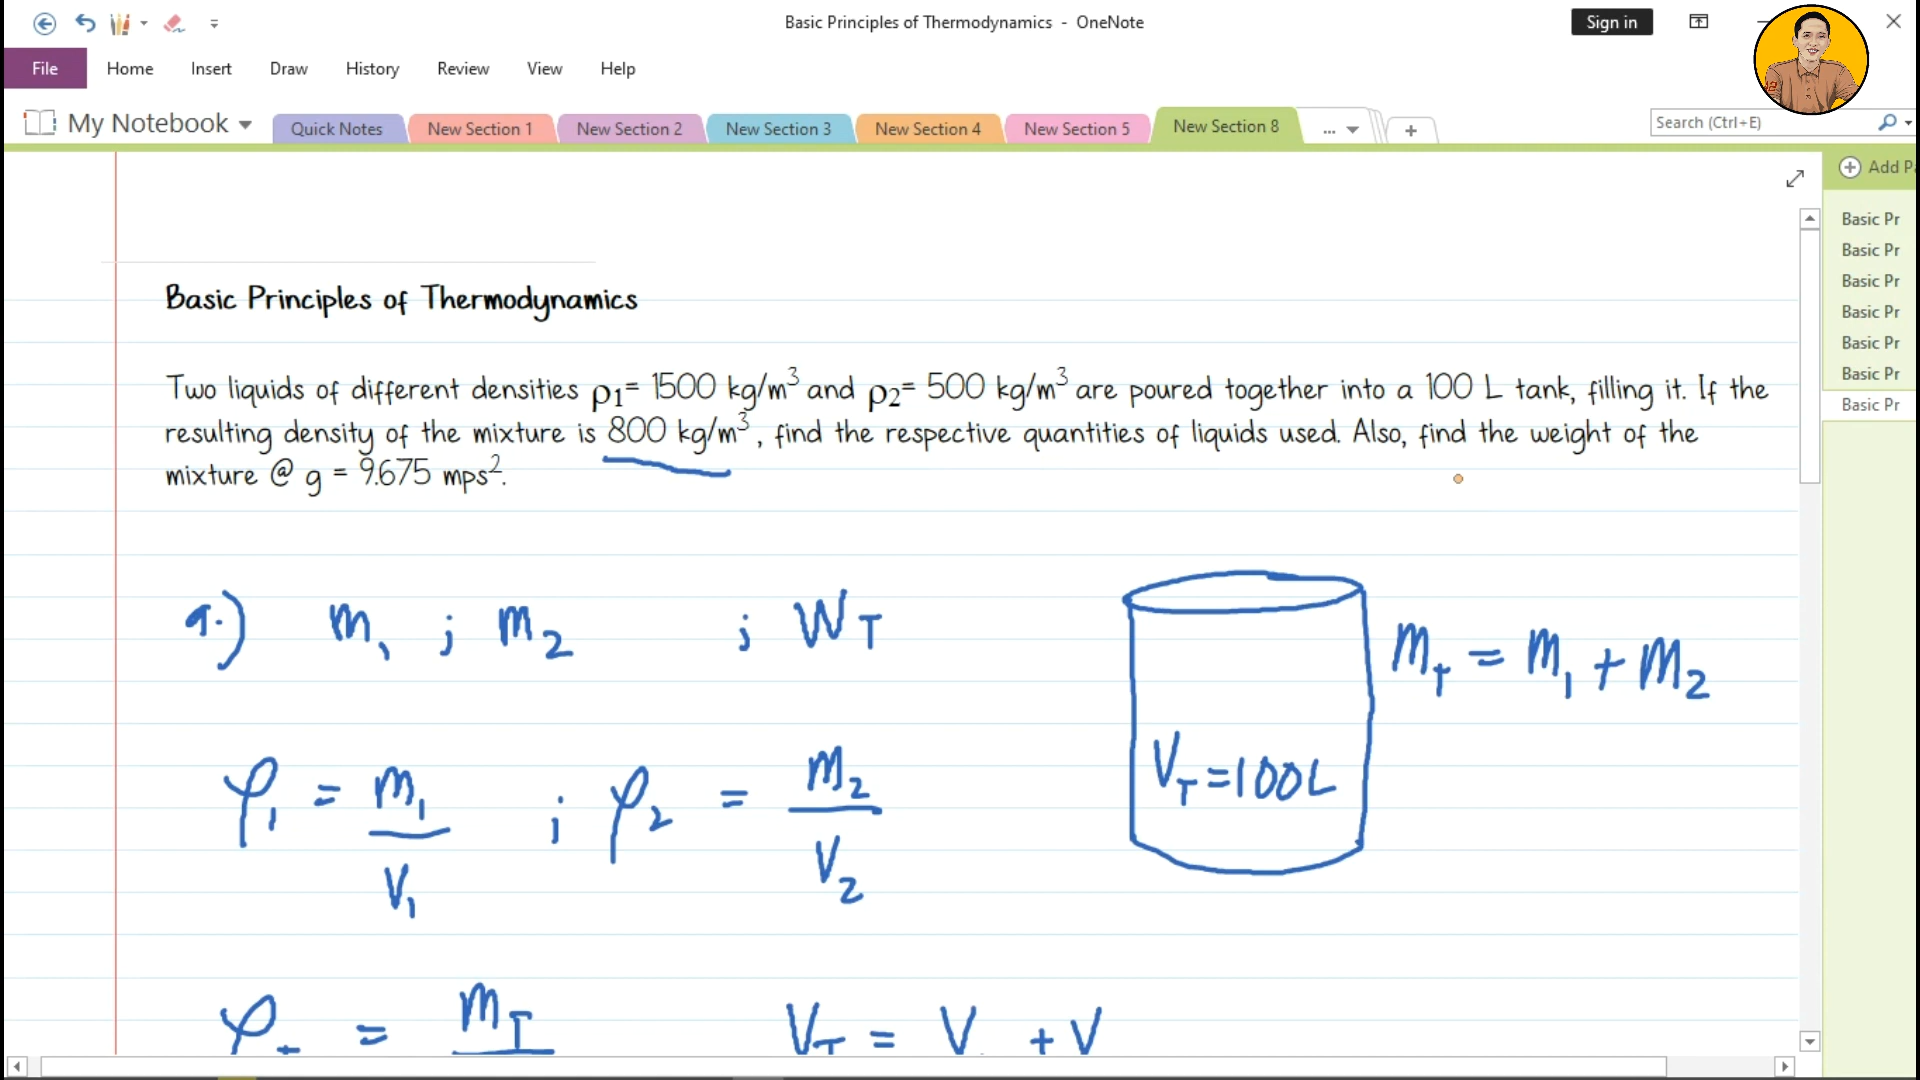 Basic Principles of Thermodynamics - OneNote
Sign in
File Home Insert Draw History Review View Help
My Notebook Quick Notes New Section 1 New Section 2 New Section 3 New Section 4 New Section 5 New Section 8 ... +
Search (Ctrl+E)
Add P
Basic Pr
Basic Pr
Basic Pr
Basic Pr
Basic Pr
Basic Pr
Basic Pr
Basic Principles of Thermodynamics
Two liquids of different densities ρ1= 1500 kg/m³ and ρ2= 500 kg/m³ are poured together into a 100 L tank, filling it. If the
resulting density of the mixture is 800 kg/m³, find the respective quantities of liquids used. Also, find the weight of the
mixture @ g = 9.675 mps².
a.) m1 ; m2 ; WT
mT = m1 + m2
VT = 100L
ρ1 = m1 / V1 ; ρ2 = m2 / V2
ρT = mT VT = V + V